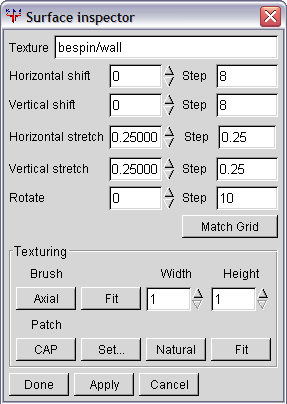 Surface inspector
Texture bespin/wall
Horizontal shift 0 Step 8
Vertical shift 0 Step 8
Horizontal stretch 0.25000 Step 0.25
Vertical stretch 0.25000 Step 0.25
Rotate 0 Step 10
Match Grid
Texturing
Brush Width Height
Axial Fit 1 1
Patch
CAP Set... Natural Fit
Done Apply Cancel